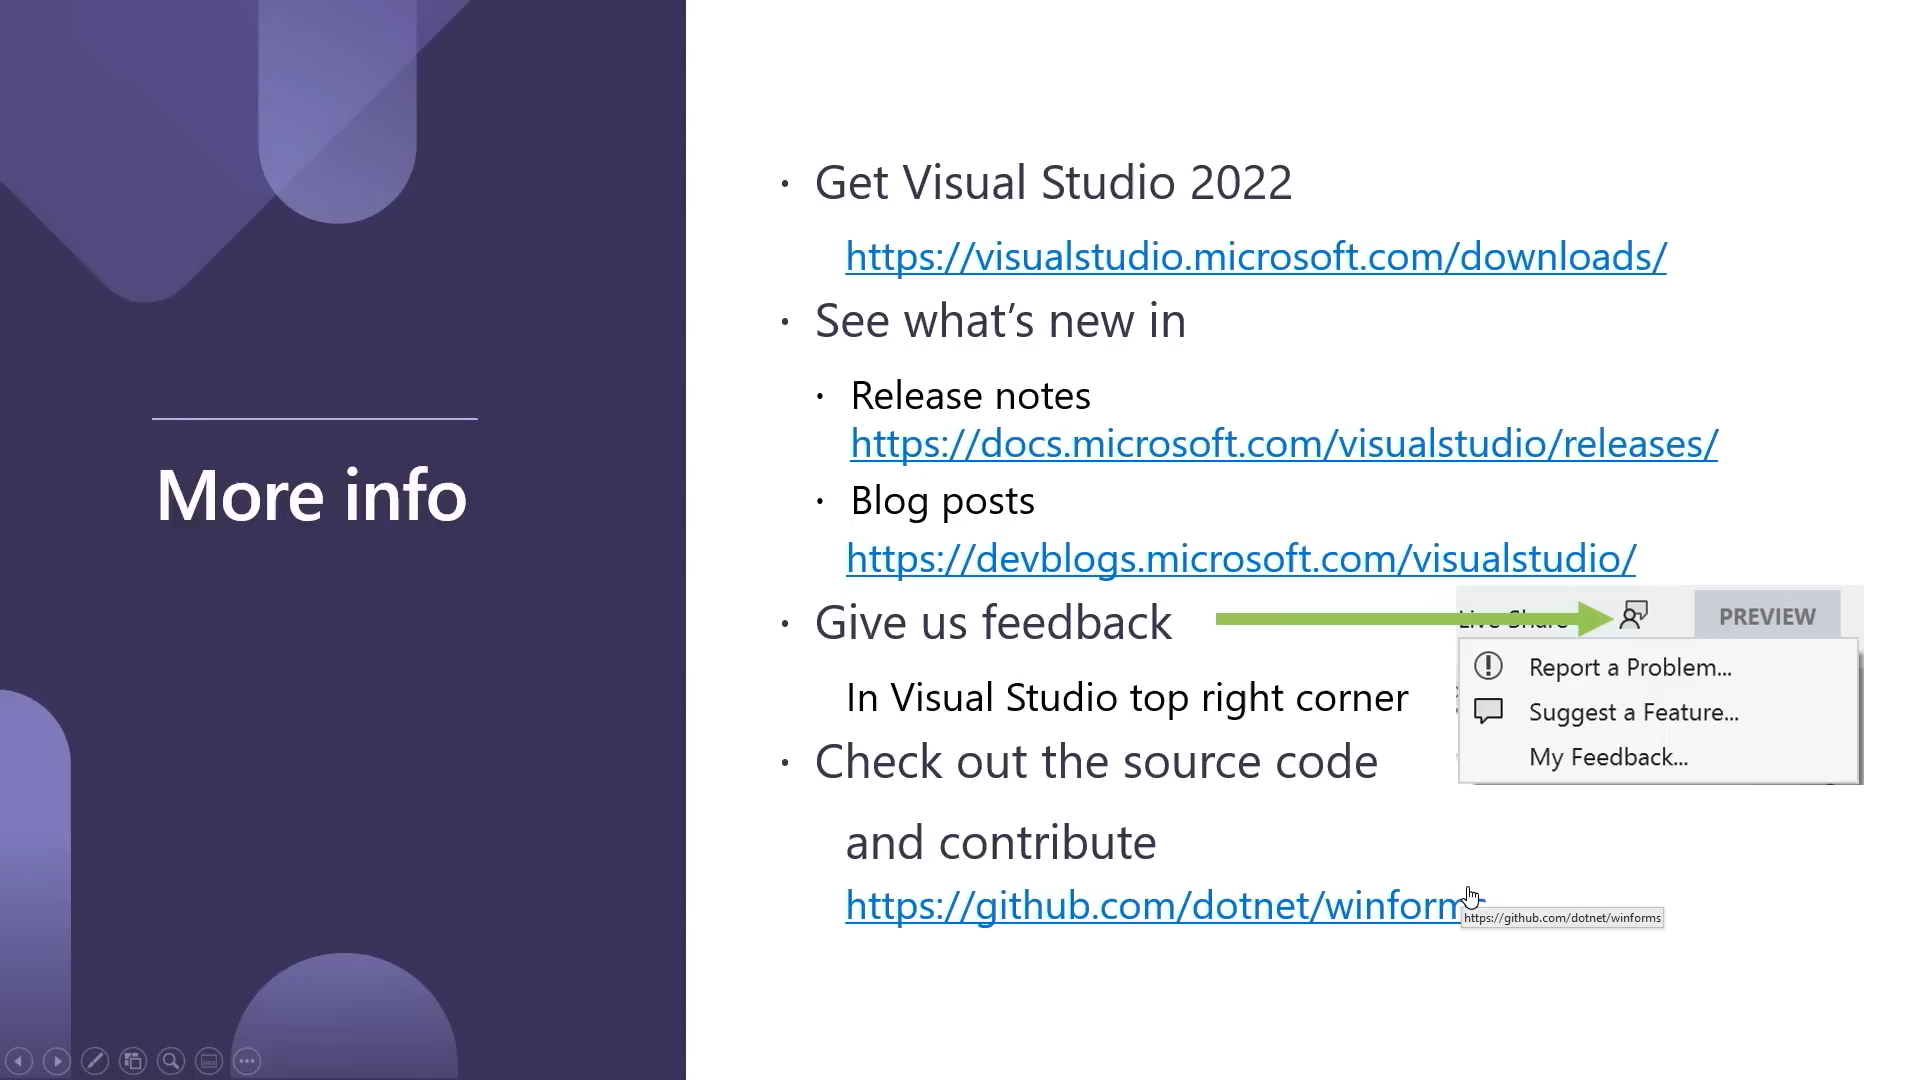 More info
· Get Visual Studio 2022
https://visualstudio.microsoft.com/downloads/
· See what’s new in
· Release notes
https://docs.microsoft.com/visualstudio/releases/
· Blog posts
https://devblogs.microsoft.com/visualstudio/
· Give us feedback
In Visual Studio top right corner
Live Share
PREVIEW
Report a Problem...
Suggest a Feature...
My Feedback...
· Check out the source code
and contribute
https://github.com/dotnet/winforms
https://github.com/dotnet/winforms